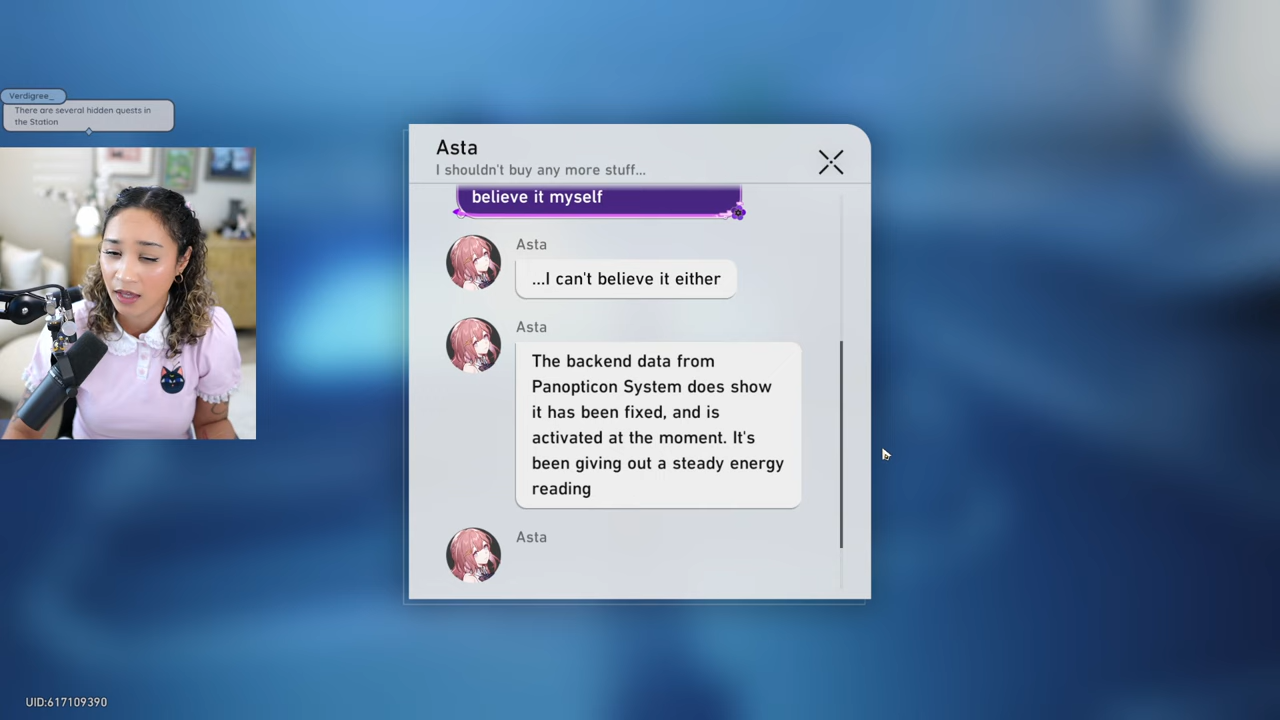 Verdigree_
There are several hidden quests in
the Station
Asta
I shouldn't buy any more stuff...
believe it myself
Asta
...I can't believe it either
Asta
The backend data from
Panopticon System does show
it has been fixed, and is
activated at the moment. It's
been giving out a steady energy
reading
Asta
UID:617109390